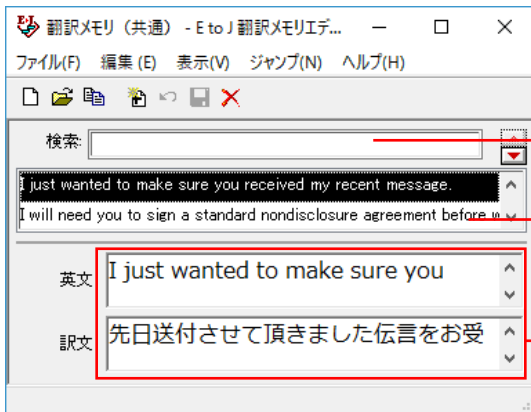 翻訳メモリ（共通） - E to J 翻訳メモリエデ...
ファイル(F) 編集(E) 表示(V) ジャンプ(N) ヘルプ(H)
検索:
I just wanted to make sure you received my recent message.
I will need you to sign a standard nondisclosure agreement before
英文
I just wanted to make sure you
訳文
先日送付させて頂きました伝言をお受